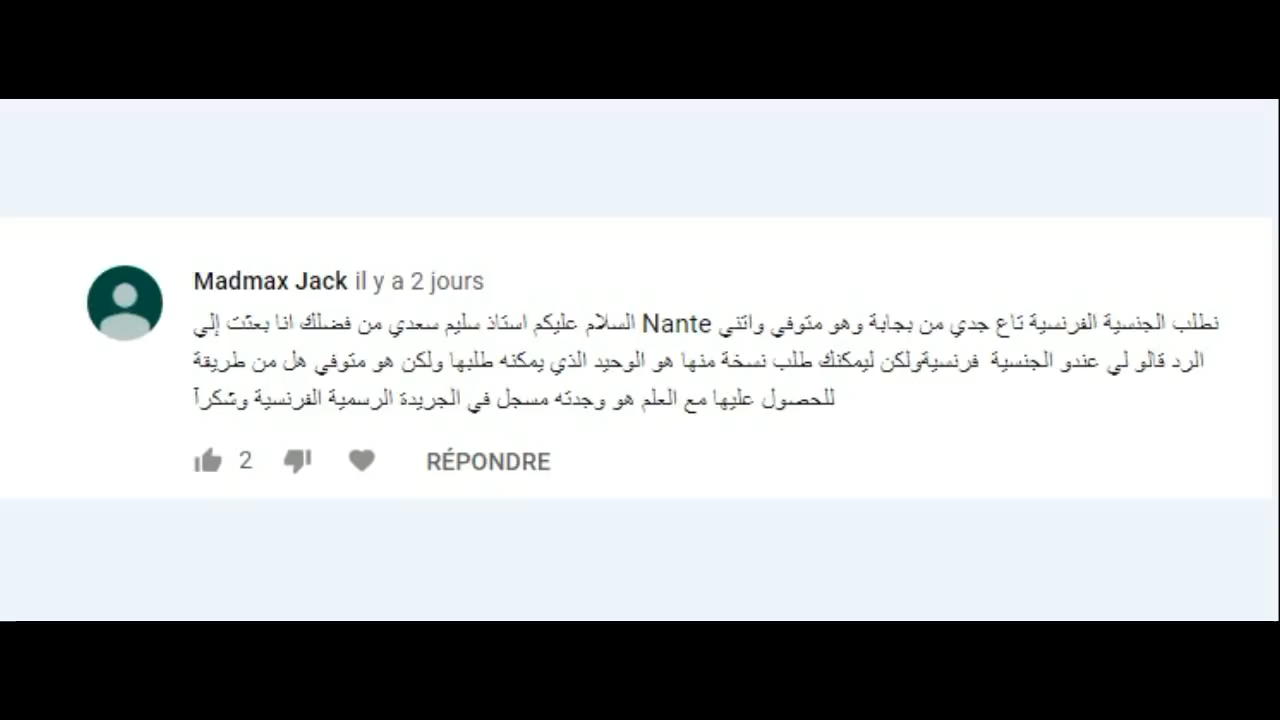 Madmax Jack il y a 2 jours
السلام عليكم استاذ سليم سعدي من فضلك انا بعثت إلي Nante نطلب الجنسية الفرنسية تاع جدي من بجابة وهو متوفي واتني
الرد قالو لي عندو الجنسية فرنسيةولكن ليمكنك طلب نسخة منها هو الوحيد الذي يمكنه طلبها ولكن هو متوفي هل من طريقة
للحصول عليها مع العلم هو وجدته مسجل في الجريدة الرسمية الفرنسية وشكرآ
2 RÉPONDRE